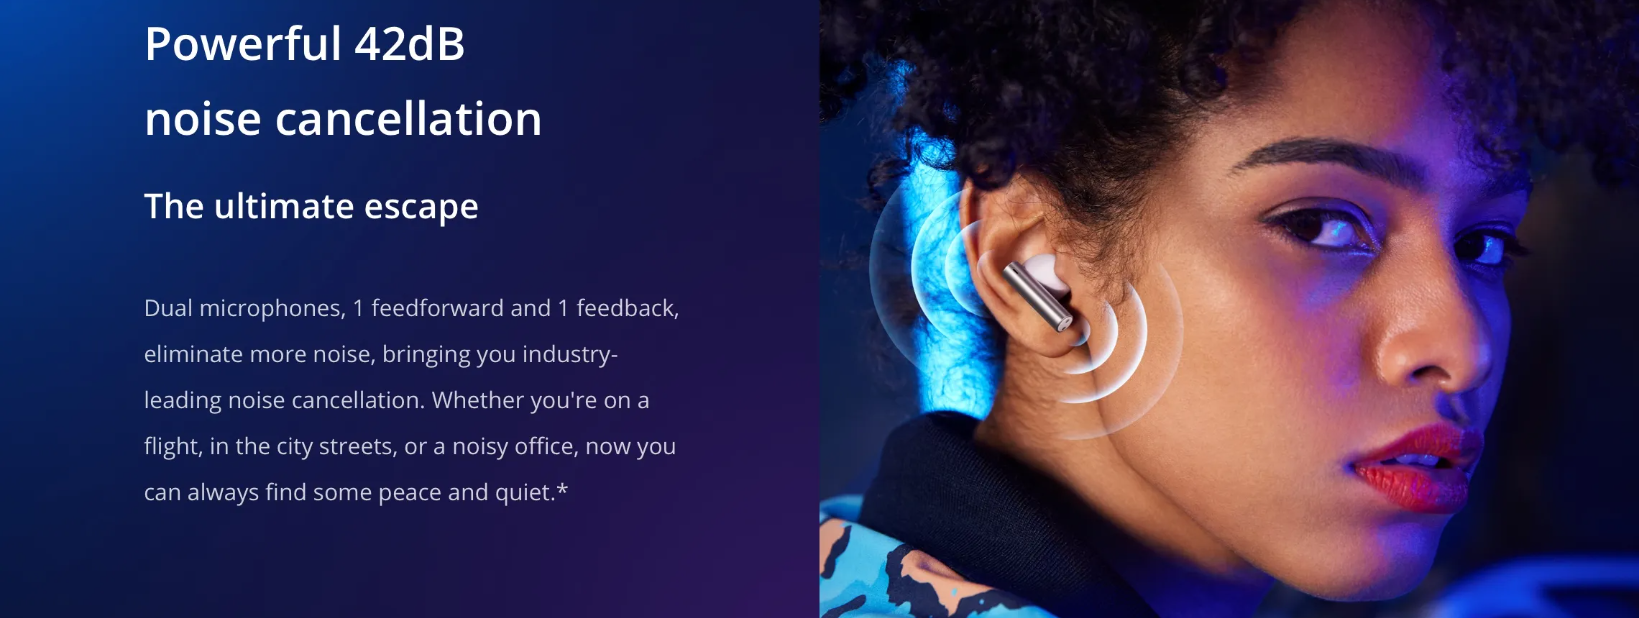 Powerful 42dB
noise cancellation
The ultimate escape
Dual microphones, 1 feedforward and 1 feedback,
eliminate more noise, bringing you industry-
leading noise cancellation. Whether you're on a
flight, in the city streets, or a noisy office, now you
can always find some peace and quiet.*